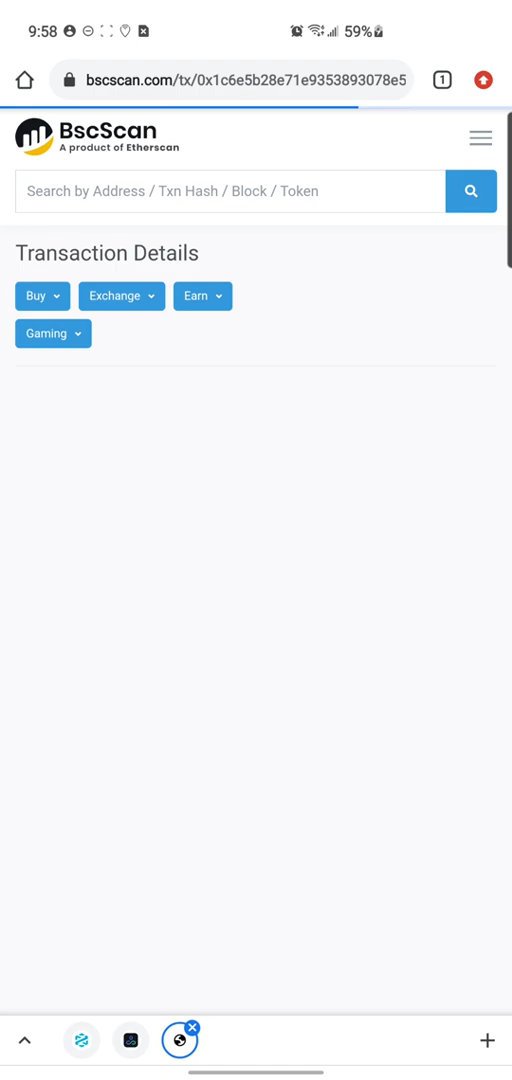 9:58
59%
bscscan.com/tx/0x1c6e5b28e71e9353893078e5
1
BscScan
A product of Etherscan
Search by Address / Txn Hash / Block / Token
Transaction Details
Buy
Exchange
Earn
Gaming